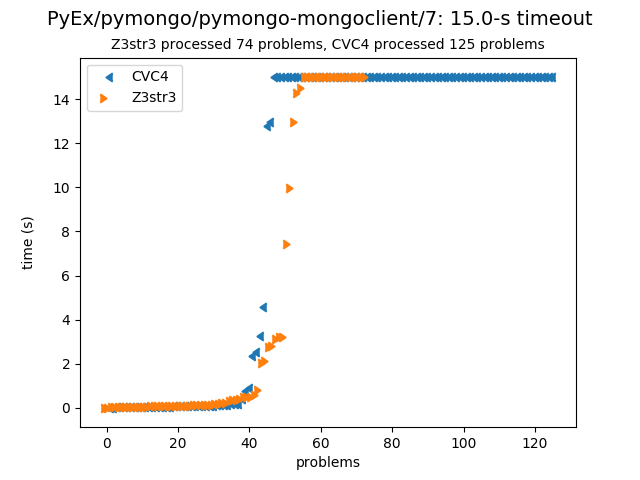 PyEx/pymongo/pymongo-mongoclient/7: 15.0-s timeout
Z3str3 processed 74 problems, CVC4 processed 125 problems
CVC4
Z3str3
14
12
10
8
6
4
2
0
time (s)
0 20 40 60 80 100 120
problems